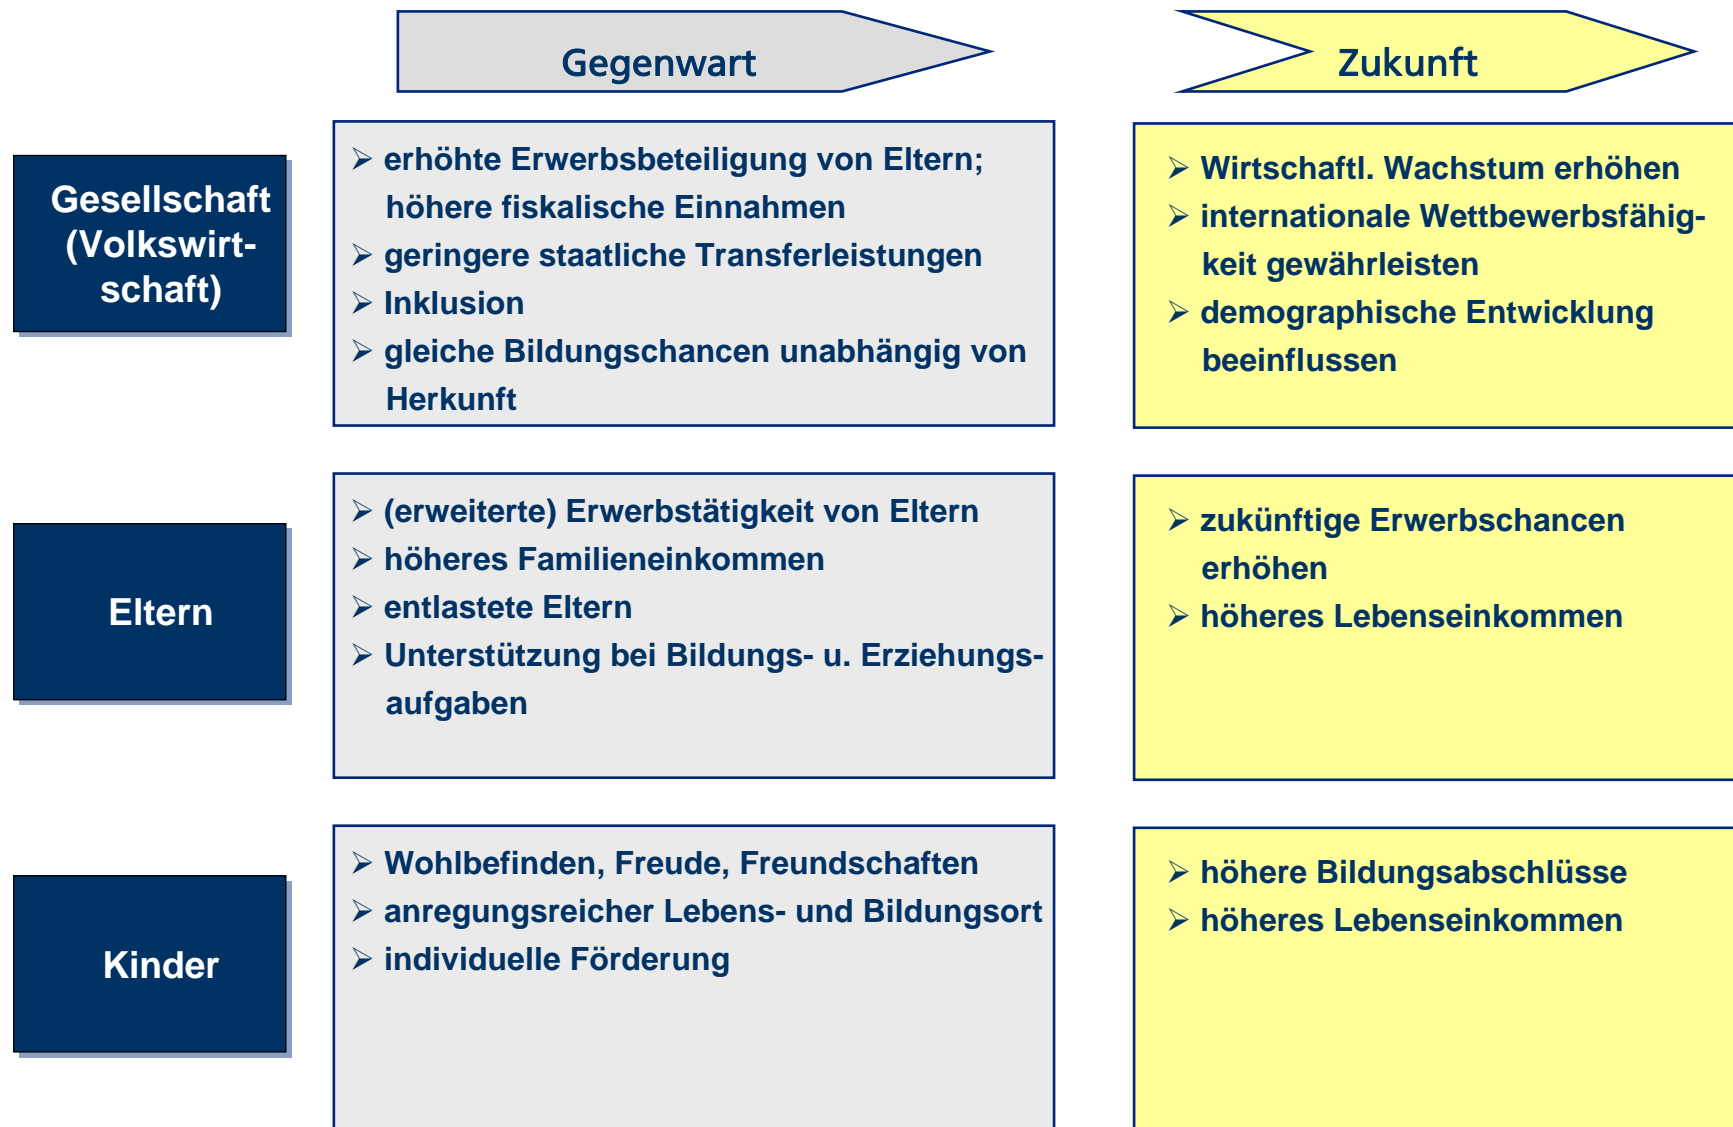 Gegenwart
Zukunft
Gesellschaft
(Volkswirt-
schaft)
➢ erhöhte Erwerbsbeteiligung von Eltern;
höhere fiskalische Einnahmen
➢ geringere staatliche Transferleistungen
➢ Inklusion
➢ gleiche Bildungschancen unabhängig von
Herkunft
➢ Wirtschaftl. Wachstum erhöhen
➢ internationale Wettbewerbsfähig-
keit gewährleisten
➢ demographische Entwicklung
beeinflussen
Eltern
➢ (erweiterte) Erwerbstätigkeit von Eltern
➢ höheres Familieneinkommen
➢ entlastete Eltern
➢ Unterstützung bei Bildungs- u. Erziehungs-
aufgaben
➢ zukünftige Erwerbschancen
erhöhen
➢ höheres Lebenseinkommen
Kinder
➢ Wohlbefinden, Freude, Freundschaften
➢ anregungsreicher Lebens- und Bildungsort
➢ individuelle Förderung
➢ höhere Bildungsabschlüsse
➢ höheres Lebenseinkommen